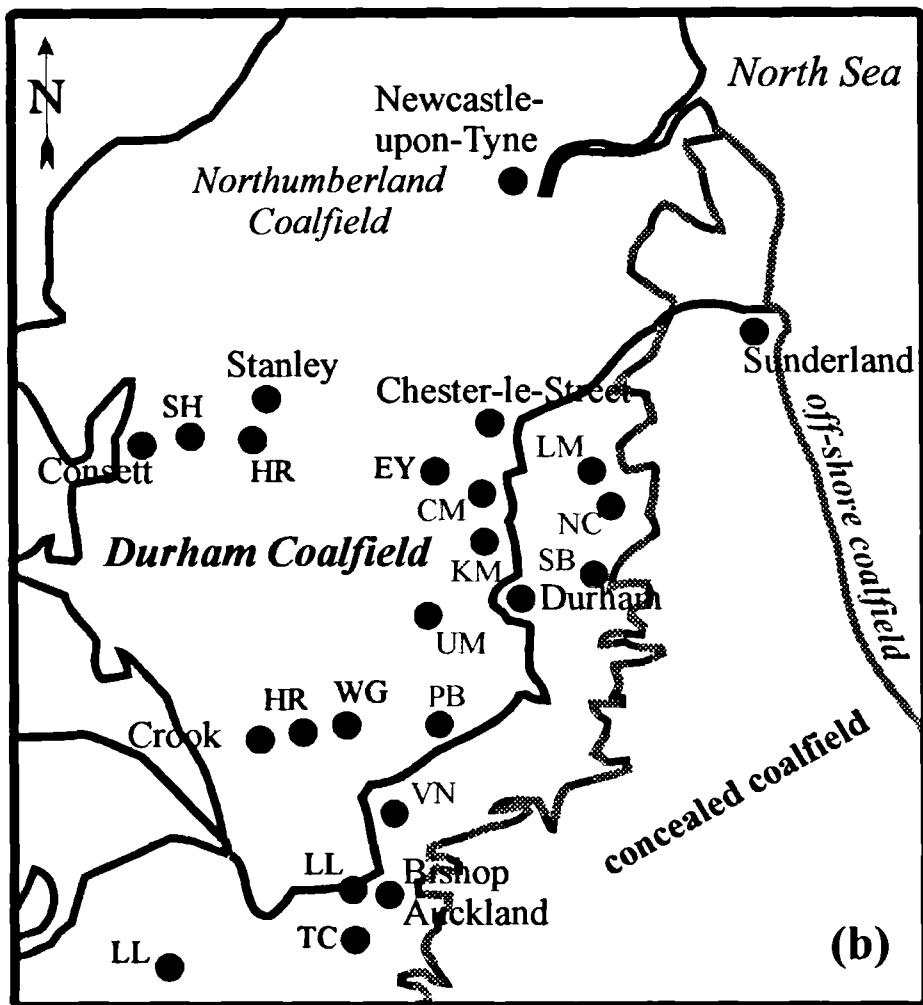 N
North Sea
Newcastle-
upon-Tyne
Northumberland
Coalfield
Sunderland
Stanley
Chester-le-Street
SH
Consett
HR
EY
LM
CM
NC
off-shore coalfield
Durham Coalfield
KM
SB
Durham
UM
HR
WG
PB
Crook
VN
concealed coalfield
LL
Bishop
Auckland
TC
LL
(b)